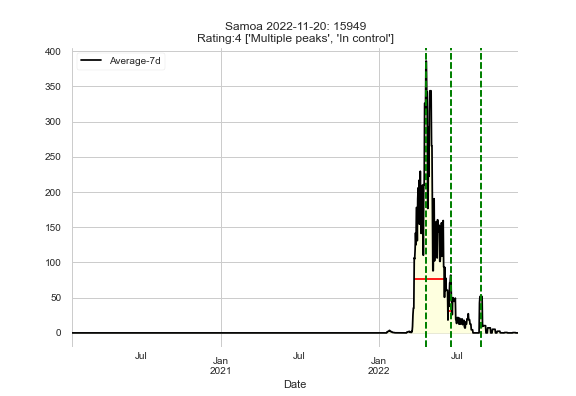 Samoa 2022-11-20: 15949
Rating:4 ['Multiple peaks', 'In control']
400
350
300
250
200
150
100
50
0
Average-7d
Jul
Jan
2021
Jul
Jan
2022
Jul
Date